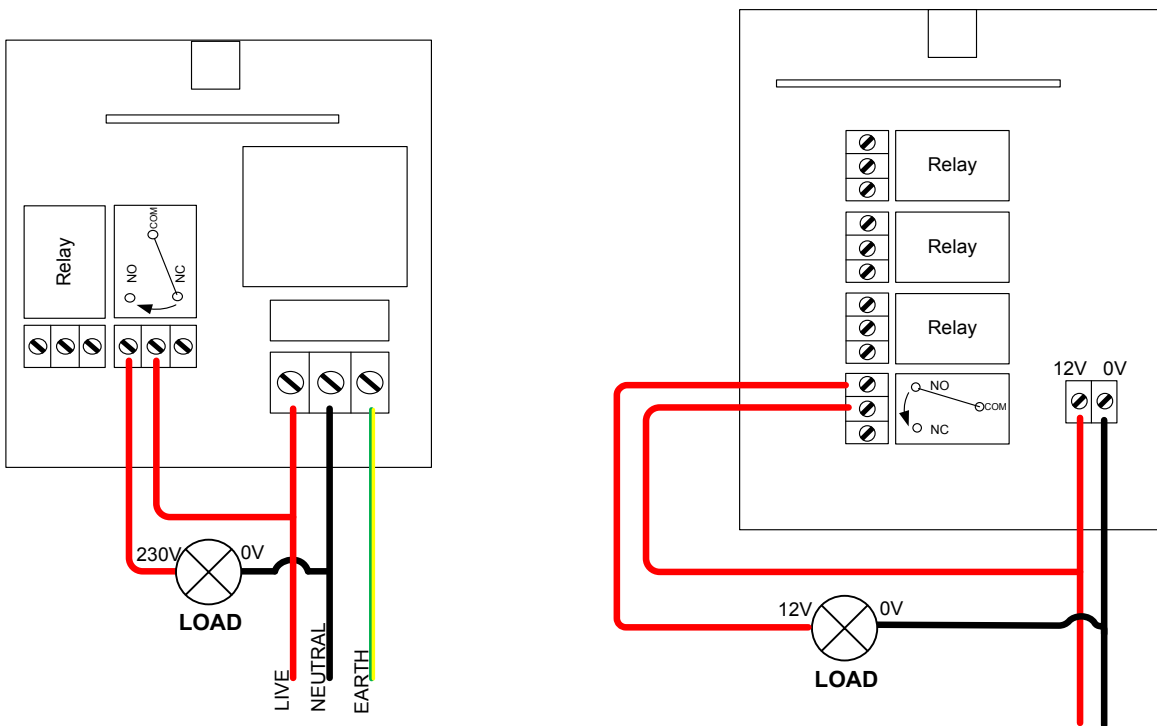 Relay
COM
NO
NC
230V
0V
LOAD
LIVE
NEUTRAL
EARTH
Relay
Relay
Relay
NO
COM
NC
12V 0V
12V
0V
LOAD